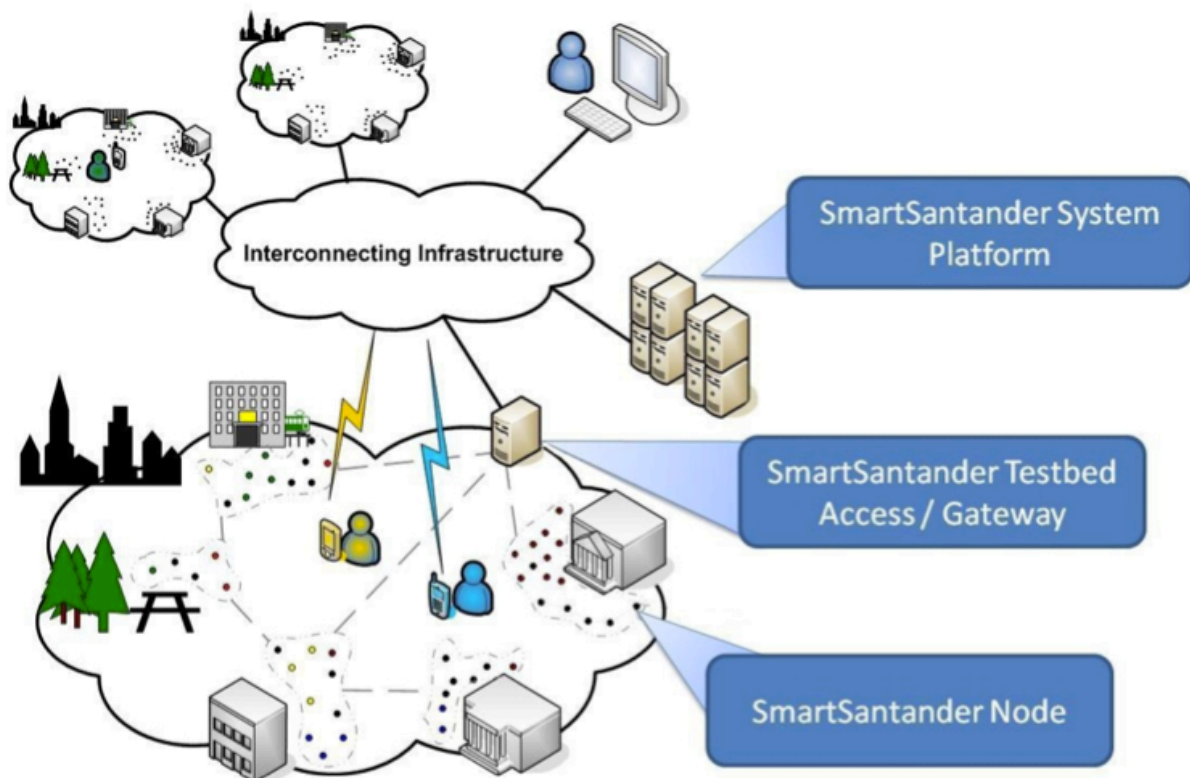 Interconnecting Infrastructure
SmartSantander System
Platform
SmartSantander Testbed
Access / Gateway
SmartSantander Node